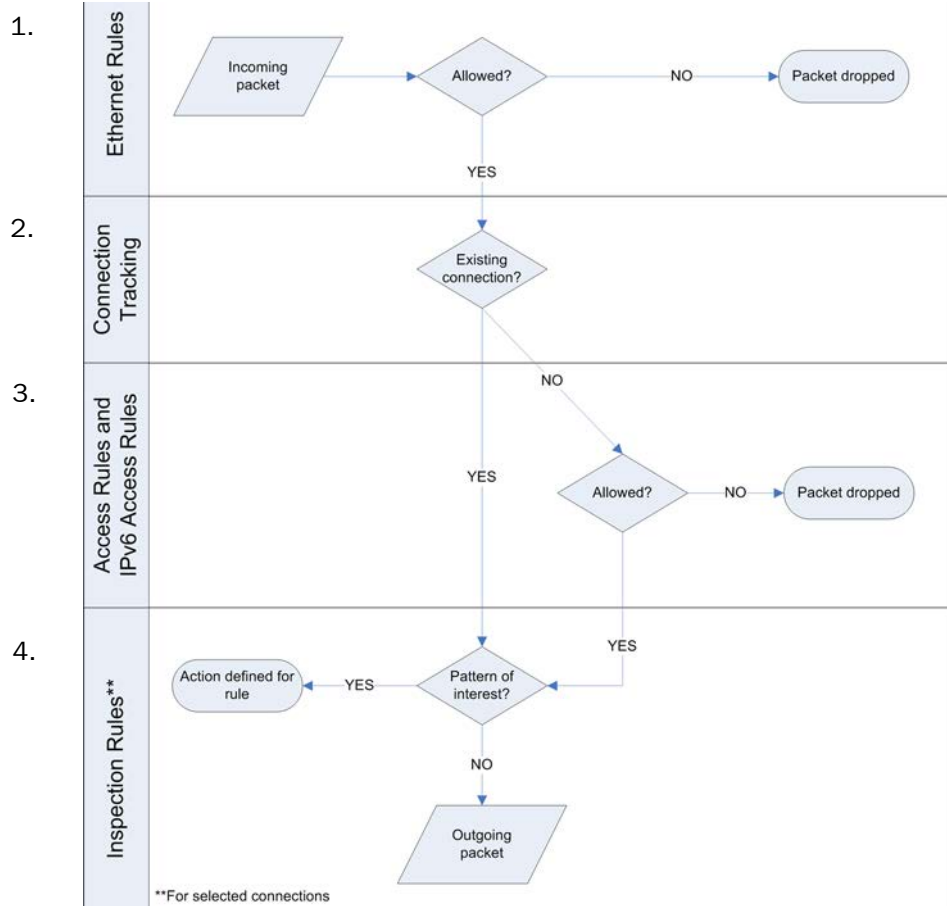 1.
Ethernet Rules
Incoming
packet
Allowed?
NO
Packet dropped
YES
2.
Connection
Tracking
Existing
connection?
NO
3.
Access Rules and
IPv6 Access Rules
YES
Allowed?
NO
Packet dropped
YES
4.
Inspection Rules**
Action defined for
rule
YES
Pattern of
interest?
NO
Outgoing
packet
**For selected connections